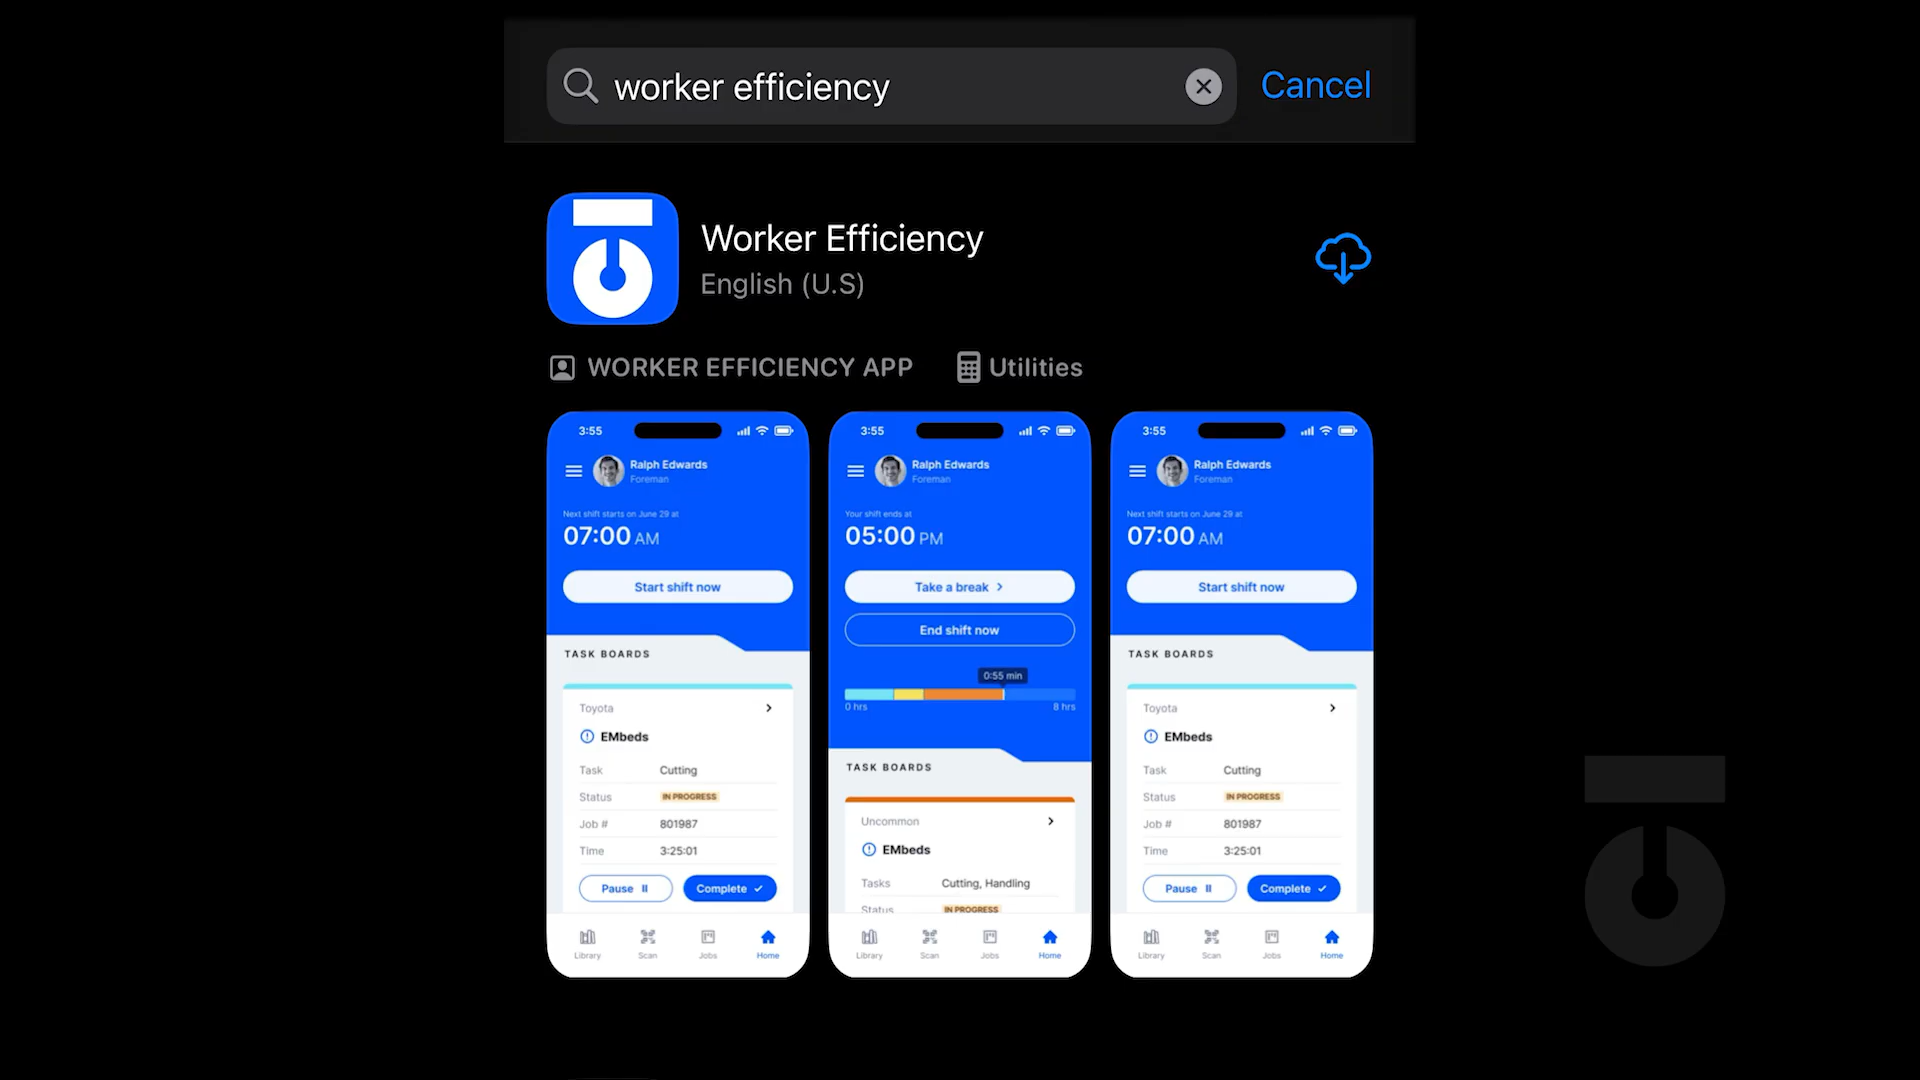 worker efficiency
Cancel
Worker Efficiency
English (U.S)
WORKER EFFICIENCY APP
Utilities
3:55
Ralph Edwards
Foreman
Next shift starts on June 29 at
07:00 AM
Start shift now
TASK BOARDS
Toyota
EMbeds
Task Cutting
Status IN PROGRESS
Job # 801987
Time 3:25:01
Pause
Complete
Library Scan Jobs Home
3:55
Ralph Edwards
Foreman
Your shift ends at
05:00 PM
Take a break
End shift now
0:55 min
0 hrs 8 hrs
TASK BOARDS
Uncommon
EMbeds
Tasks Cutting, Handling
Status IN PROGRESS
Library Scan Jobs Home
3:55
Ralph Edwards
Foreman
Next shift starts on June 29 at
07:00 AM
Start shift now
TASK BOARDS
Toyota
EMbeds
Task Cutting
Status IN PROGRESS
Job # 801987
Time 3:25:01
Pause
Complete
Library Scan Jobs Home